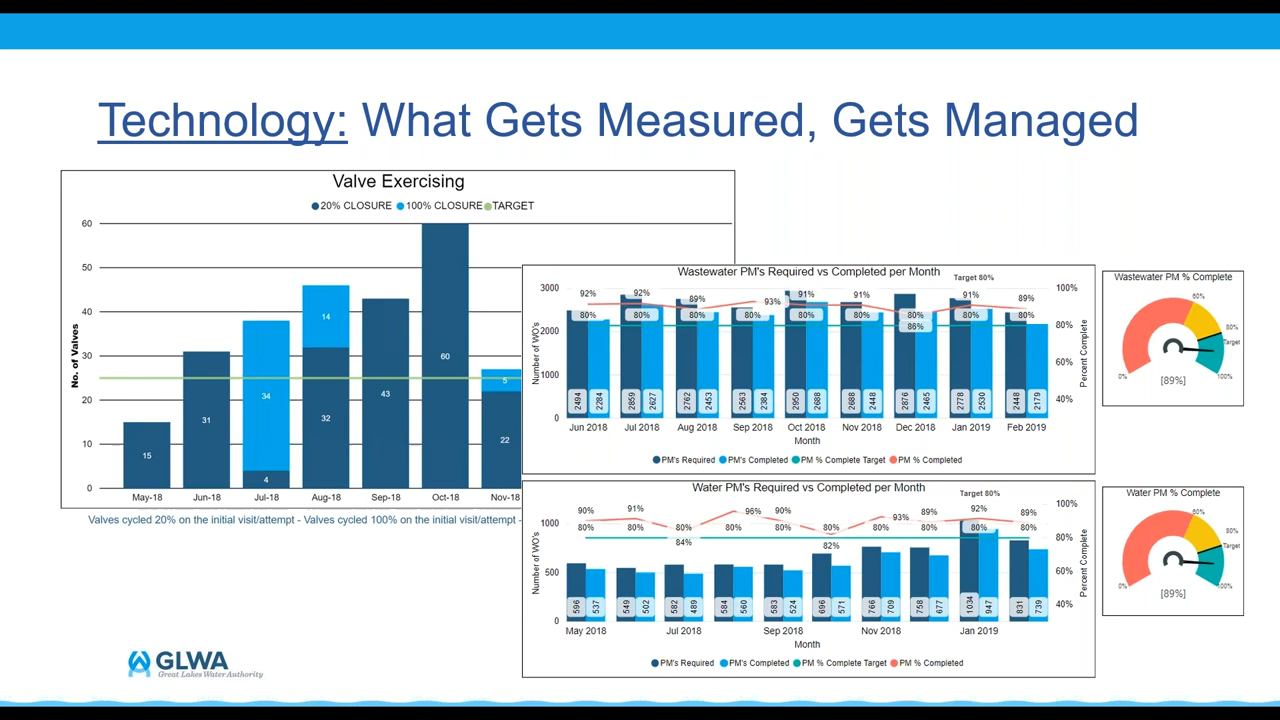 Technology: What Gets Measured, Gets Managed
Valve Exercising
20% CLOSURE 100% CLOSURE TARGET
No. of Valves
60
50
40
30
20
10
0
15
31
34
4
14
32
43
60
5
22
May-18 Jun-18 Jul-18 Aug-18 Sep-18 Oct-18 Nov-18
Valves cycled 20% on the initial visit/attempt - Valves cycled 100% on the initial visit/attempt -
Wastewater PM's Required vs Completed per Month
Target 80%
Number of WO's
3000
2000
1000
0
92% 92% 89% 93% 91% 91% 86% 91% 89%
80% 80% 80% 80% 80% 80% 80% 80% 80%
2494 2284 2859 2627 2762 2453 2563 2384 2950 2688 2688 2448 2876 2465 2778 2530 2448 2179
100%
80%
60%
40%
Percent Complete
Jun 2018 Jul 2018 Aug 2018 Sep 2018 Oct 2018 Nov 2018 Dec 2018 Jan 2019 Feb 2019
Month
PM's Required PM's Completed PM % Complete Target PM % Completed
Wastewater PM % Complete
60%
80%
Target
0%
100%
[89%]
Water PM's Required vs Completed per Month
Target 80%
Number of WO's
1000
500
0
90% 91% 84% 96% 90% 82% 93% 89% 92% 89%
80% 80% 80% 80% 80% 80% 80% 80% 80% 80%
596 537 549 502 582 489 584 560 583 524 696 571 766 709 758 677 1034 947 831 739
100%
80%
60%
40%
Percent Complete
May 2018 Jul 2018 Sep 2018 Nov 2018 Jan 2019
Month
PM's Required PM's Completed PM % Complete Target PM % Completed
Water PM % Complete
60%
80%
Target
0%
100%
[89%]
GLWA
Great Lakes Water Authority